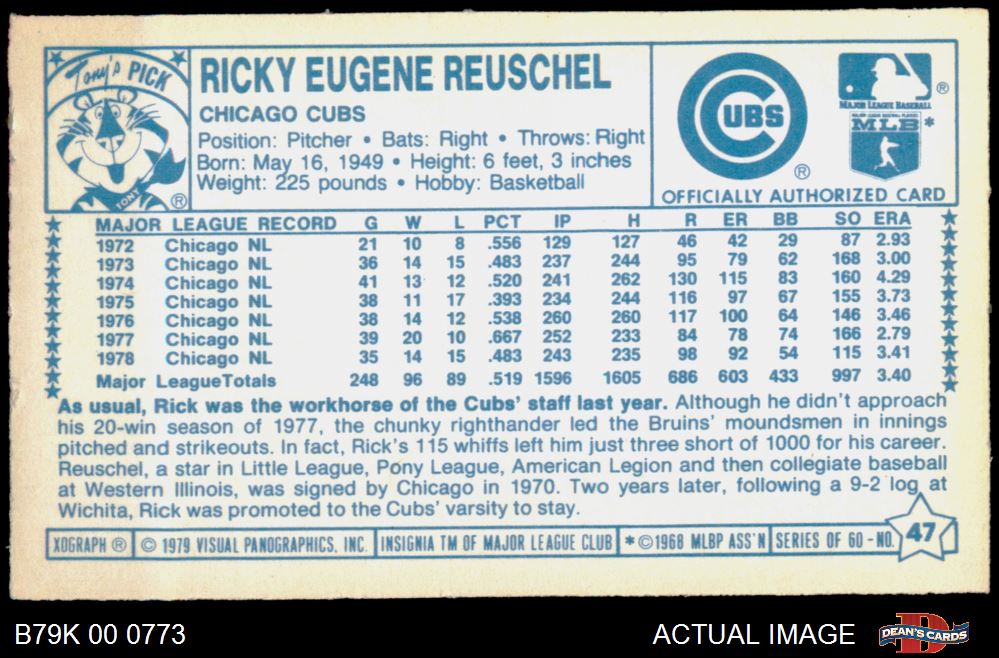 Tony's PICK
TONY
®
RICKY EUGENE REUSCHEL
CHICAGO CUBS
Position: Pitcher • Bats: Right • Throws: Right
Born: May 16, 1949 • Height: 6 feet, 3 inches
Weight: 225 pounds • Hobby: Basketball
CUBS ®
® MAJOR LEAGUE BASEBALL
MAJOR LEAGUE BASEBALL PLAYERS
MLB *
OFFICIALLY AUTHORIZED CARD
MAJOR LEAGUE RECORD G W L PCT IP H R ER BB SO ERA
1972 Chicago NL 21 10 8 .556 129 127 46 42 29 87 2.93
1973 Chicago NL 36 14 15 .483 237 244 95 79 62 168 3.00
1974 Chicago NL 41 13 12 .520 241 262 130 115 83 160 4.29
1975 Chicago NL 38 11 17 .393 234 244 116 97 67 155 3.73
1976 Chicago NL 38 14 12 .538 260 260 117 100 64 146 3.46
1977 Chicago NL 39 20 10 .667 252 233 84 78 74 166 2.79
1978 Chicago NL 35 14 15 .483 243 235 98 92 54 115 3.41
Major LeagueTotals 248 96 89 .519 1596 1605 686 603 433 997 3.40
As usual, Rick was the workhorse of the Cubs' staff last year. Although he didn't approach
his 20-win season of 1977, the chunky righthander led the Bruins' moundsmen in innings
pitched and strikeouts. In fact, Rick's 115 whiffs left him just three short of 1000 for his career.
Reuschel, a star in Little League, Pony League, American Legion and then collegiate baseball
at Western Illinois, was signed by Chicago in 1970. Two years later, following a 9-2 log at
Wichita, Rick was promoted to the Cubs' varsity to stay.
XOGRAPH ® © 1979 VISUAL PANOGRAPHICS, INC. INSIGNIA TM OF MAJOR LEAGUE CLUB * ©1968 MLBP ASS'N SERIES OF 60 - NO. 47
B79K 00 0773 ACTUAL IMAGE DEAN'S CARDS